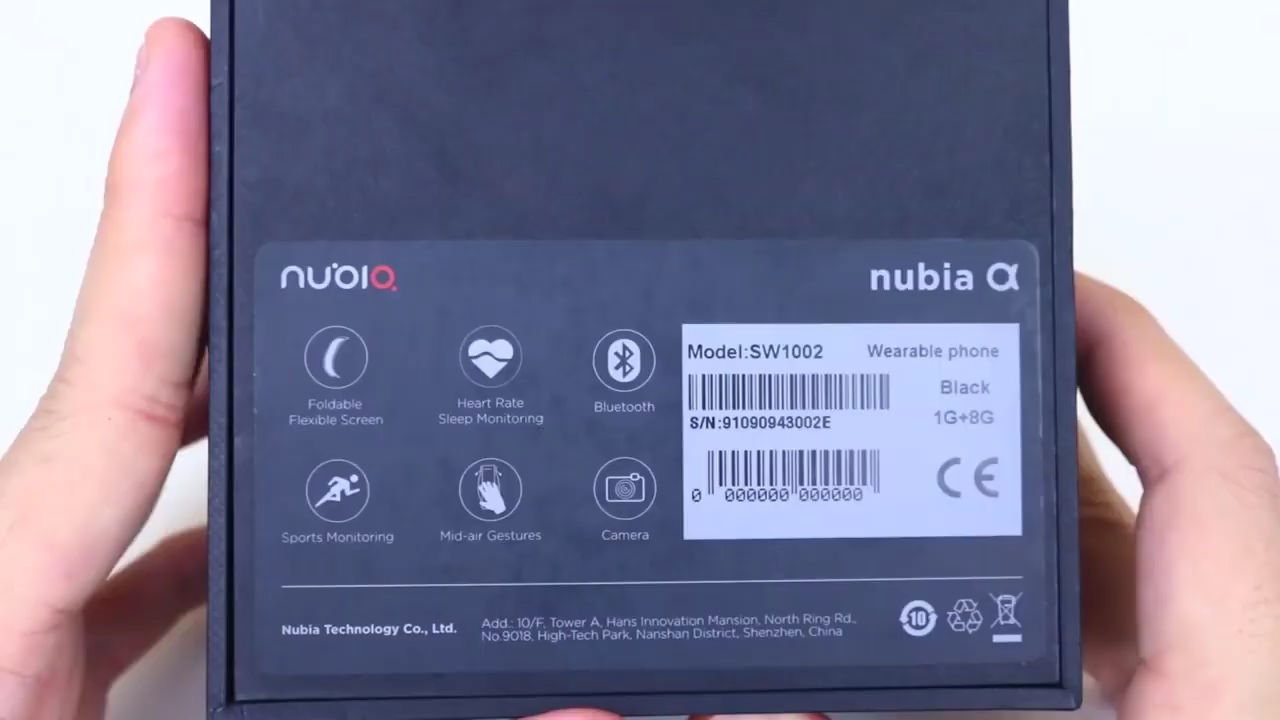 nubia
nubia α
Foldable
Flexible Screen
Heart Rate
Sleep Monitoring
Bluetooth
Sports Monitoring
Mid-air Gestures
Camera
Model:SW1002
Wearable phone
Black
S/N:91090943002E
1G+8G
0 000000 000000
CE
Nubia Technology Co., Ltd.
Add.: 10/F, Tower A, Hans Innovation Mansion, North Ring Rd.,
No.9018, High-Tech Park, Nanshan District, Shenzhen, China
10